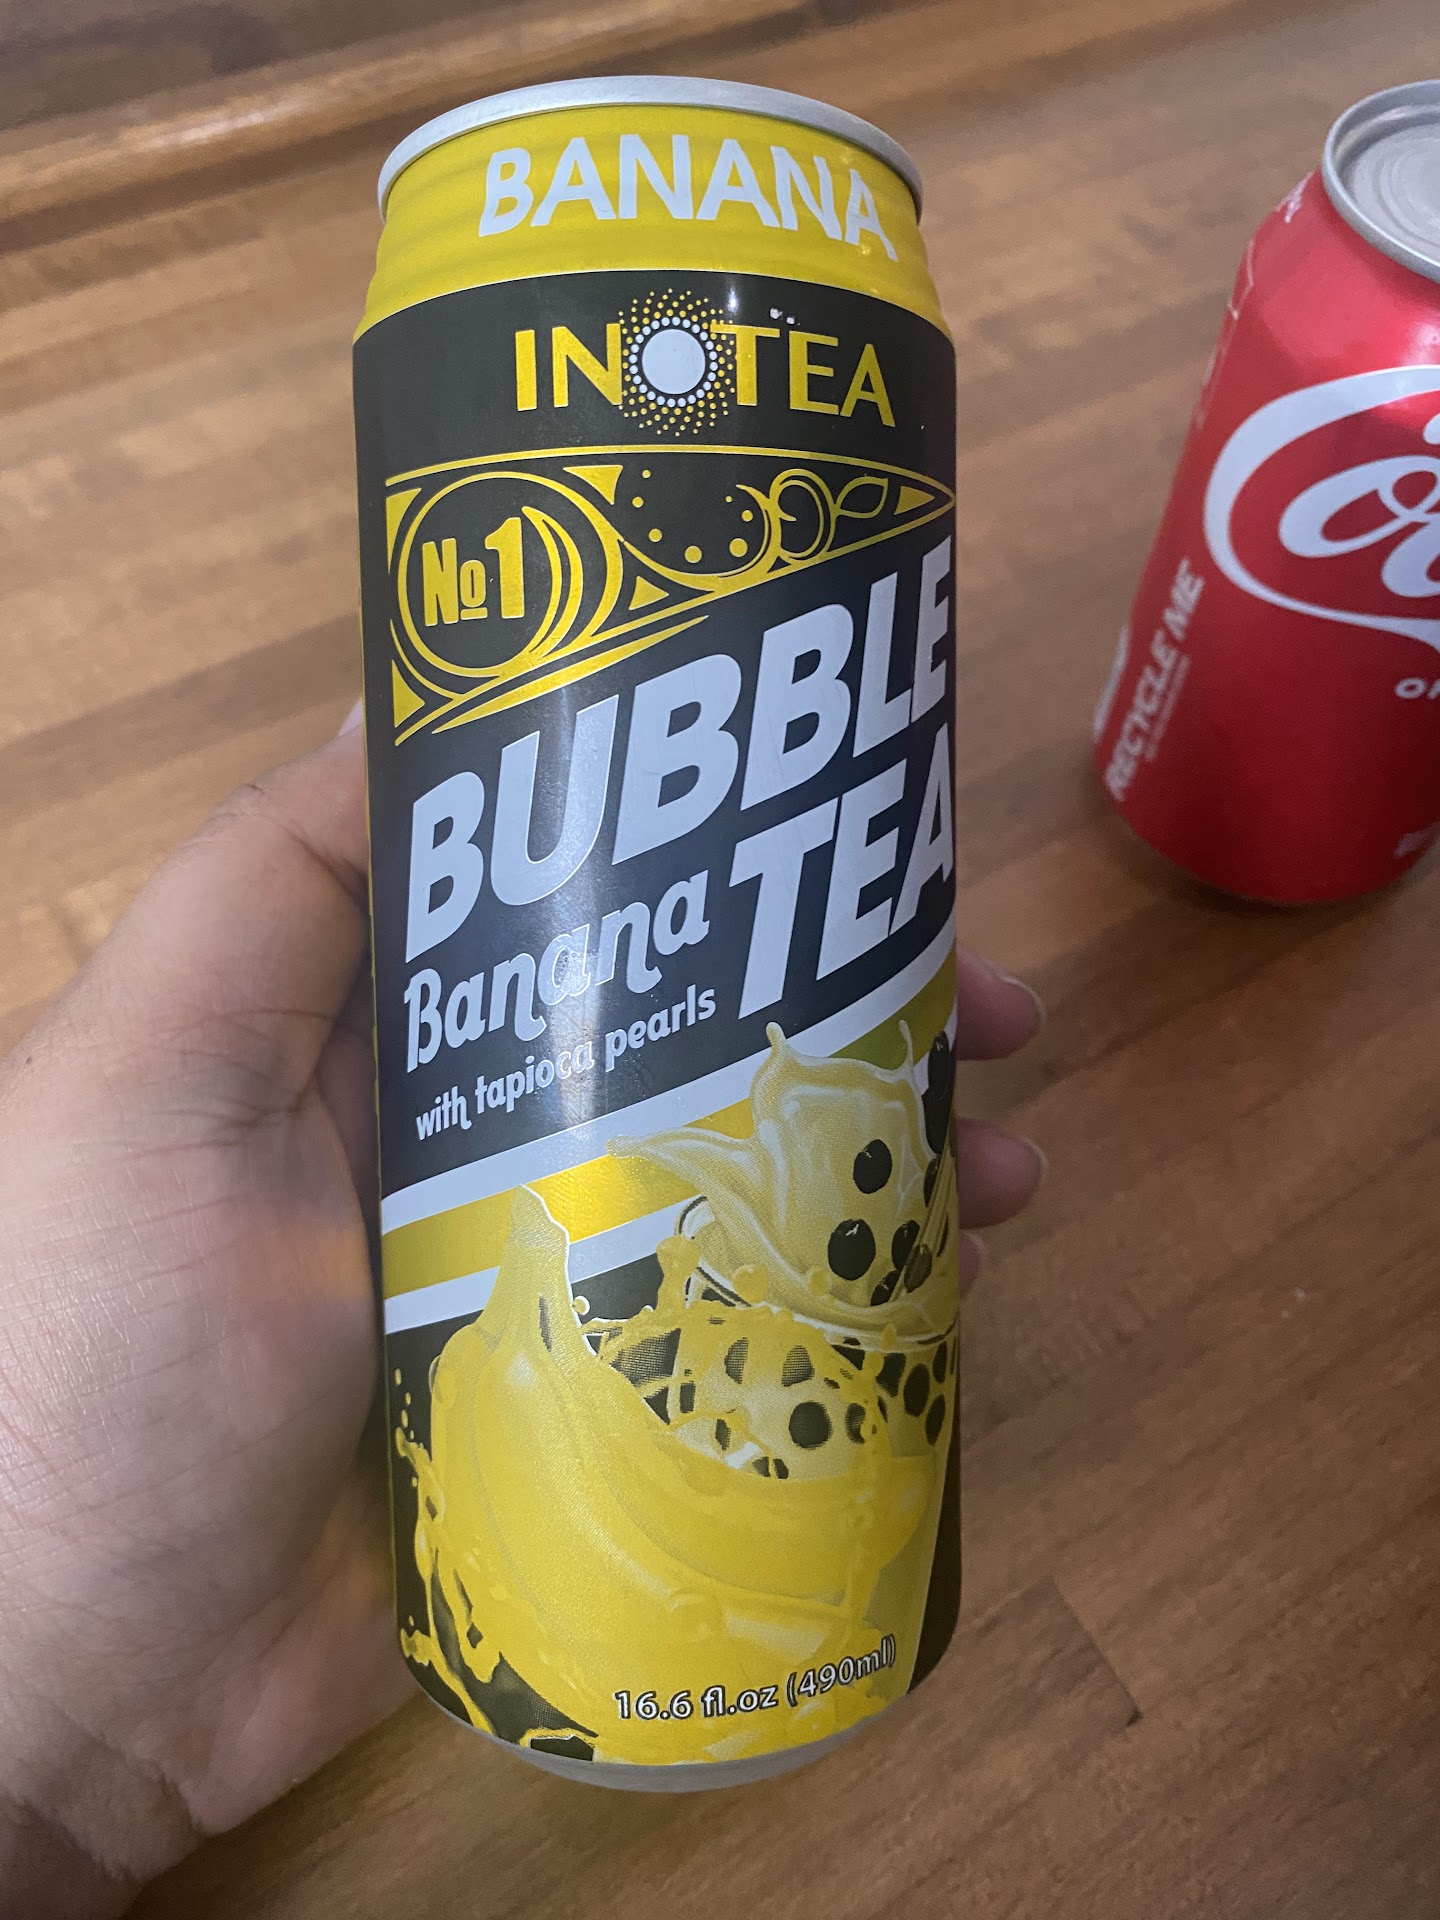 BANANA
INOTEA
No1
BUBBLE
TEA
Banana
with tapioca pearls
16.6 fl.oz (490ml)
RECYCLE ME